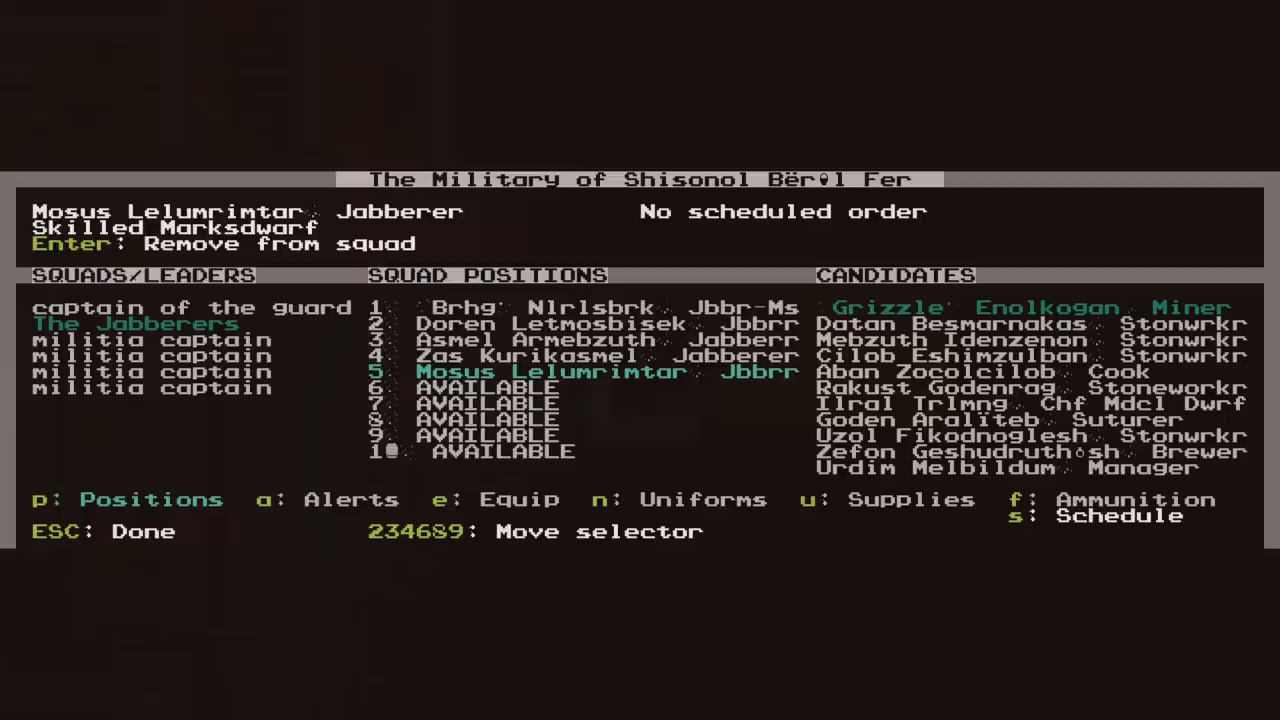 The Military of Shisonol Bër♀l Fer
Mosus Lelumrimtar Jabberer No scheduled order
Skilled Marksdwarf
Enter: Remove from squad
SQUADS/LEADERS SQUAD POSITIONS CANDIDATES
captain of the guard 1 Brhg Nlrlsbrk Jbbr-Ms Grizzle Enolkogan Miner
The Jabberers 2 Doren Letmosbisek Jbbrr Datan Besmarnakas Stonwrkr
militia captain 3 Asmel Armebzuth Jabberr Mebzuth Idenzenon Stonwrkr
militia captain 4 Zas Kurikasmel Jabberer Cilob Eshimzulban Stonwrkr
militia captain 5 Mosus Lelumrimtar Jbbrr Aban Zocolcilob Cook
militia captain 6 AVAILABLE Rakust Godenrag Stoneworkr
7 AVAILABLE Ilral Trlmng Chf Mdcl Dwrf
8 AVAILABLE Goden Aralïteb Suturer
9 AVAILABLE Uzol Fikodnoglesh Stonwrkr
10 AVAILABLE Zefon Geshudruthósh Brewer
Urdim Melbildum Manager
p: Positions a: Alerts e: Equip n: Uniforms u: Supplies f: Ammunition
s: Schedule
ESC: Done 234689: Move selector